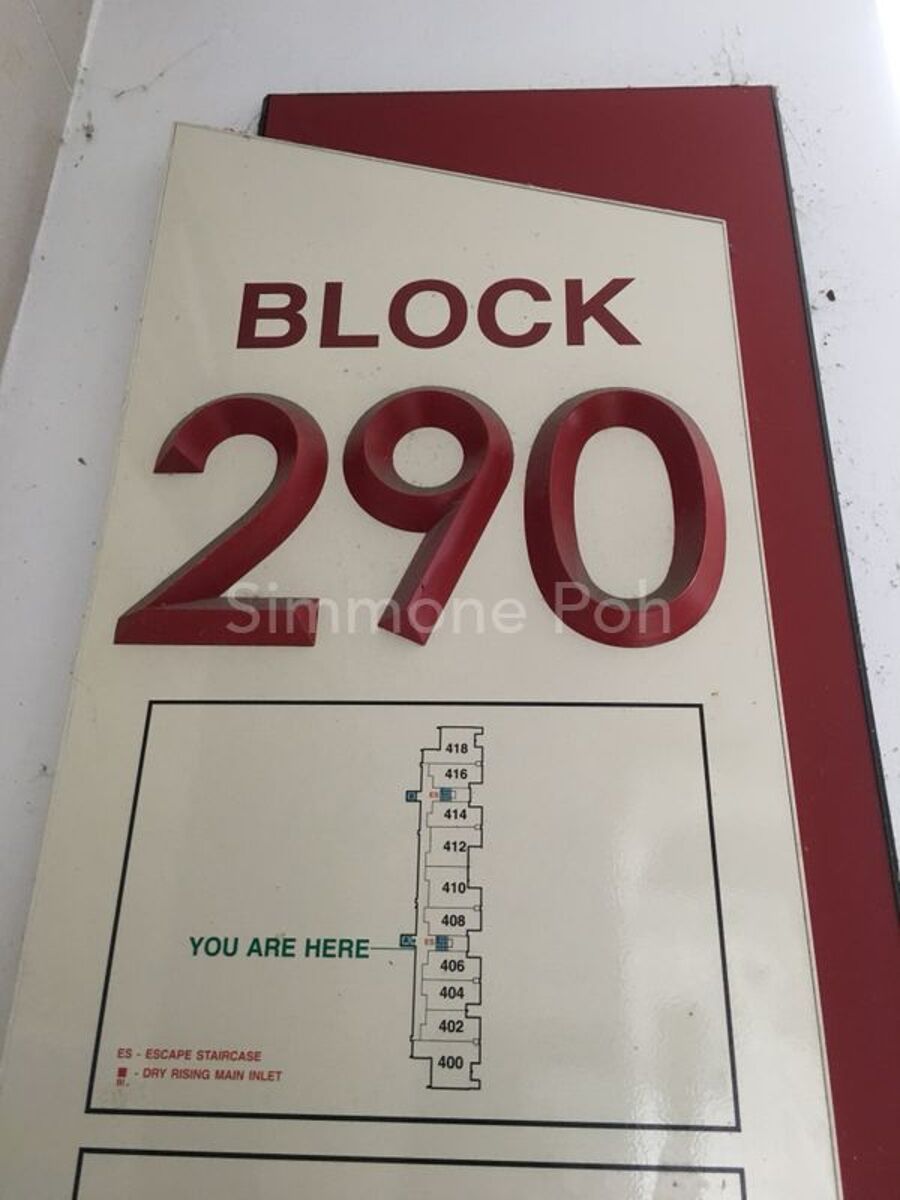 BLOCK
290
Simmone Poh
418
416
ES
414
412
410
408
YOU ARE HERE
ES
406
404
402
400
ES - ESCAPE STAIRCASE
- DRY RISING MAIN INLET